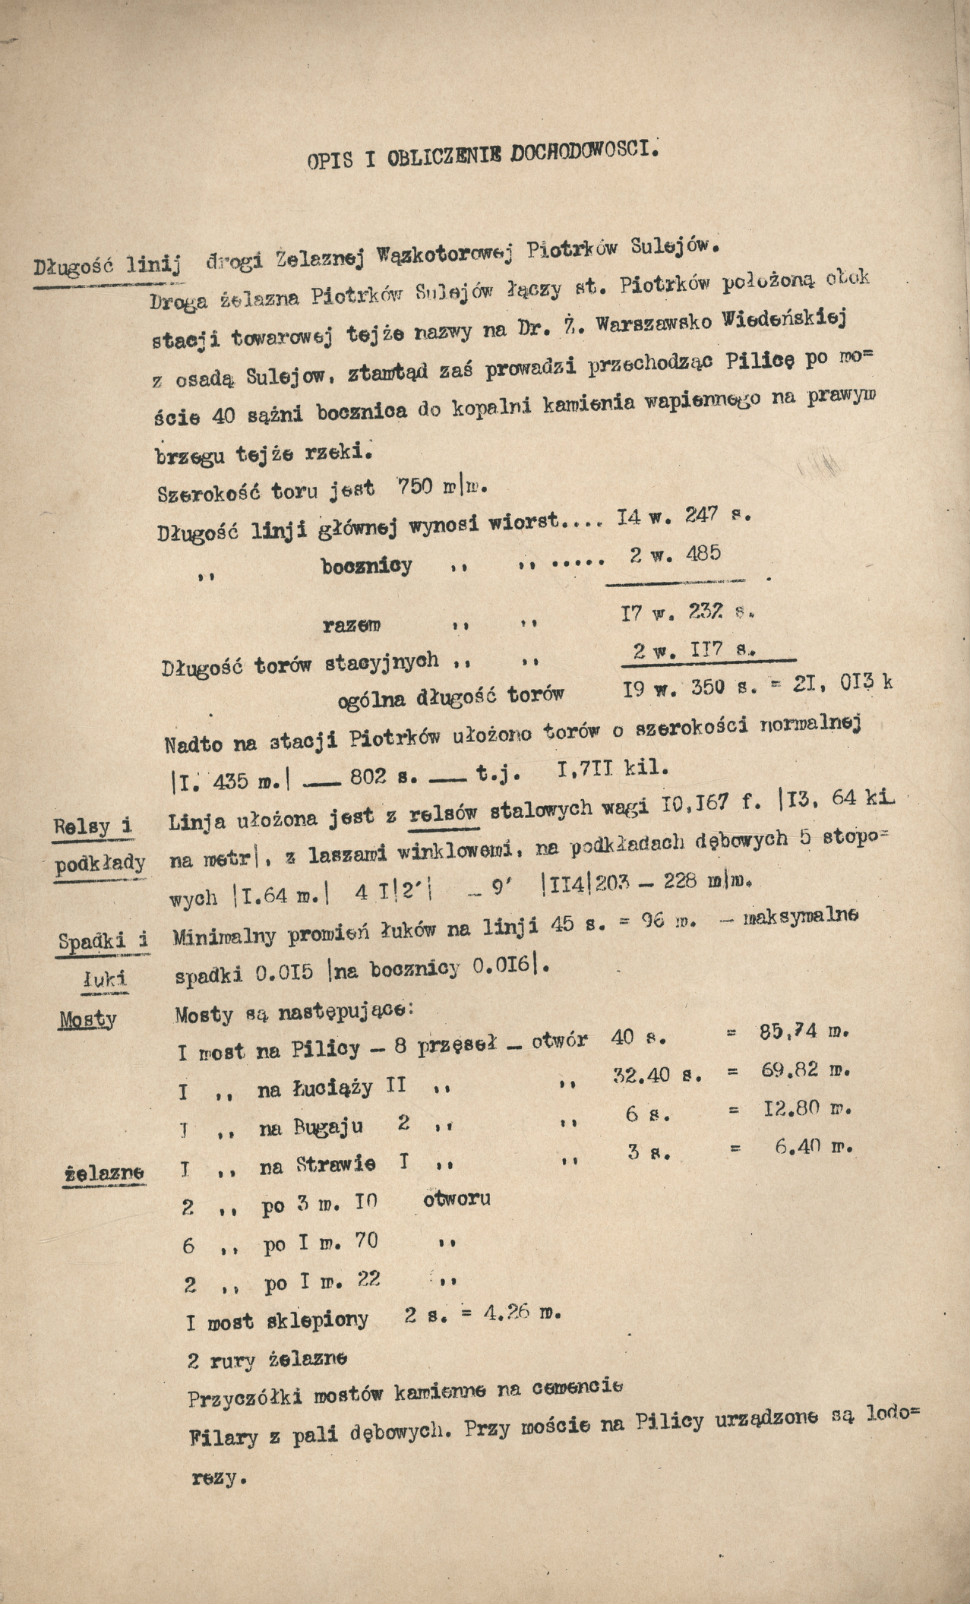 OPIS I OBLICZENIE DOCHODOWOSCI.
Długość linij drogi Żelaznej Wązkotorowej Piotrków Sulejów.
Droga żelazna Piotrków Sulejów łączy st. Piotrków położoną obok
stacji towarowej tejże nazwy na Dr. Ż. Warszawsko Wiedeńskiej
z osadą Sulejow, ztamtąd zaś prowadzi przechodząc Pilicę po mo=
ście 40 sążni bocznica do kopalni kamienia wapiennego na prawym
brzegu tejże rzeki.
Szerokość toru jest 750 m|m.
Długość linji głównej wynosi wiorst.... I4 w. 247 s.
,, bocznicy ,, ,, ..... 2 w. 485
razem ,, ,, I7 w. 232 s.
Długość torów stacyjnych ,, ,, 2 w. II7 s.
ogólna długość torów I9 w. 350 s. = 2I, 0I3 k
Nadto na stacji Piotrków ułożono torów o szerokości normalnej
|I. 435 m.| — 802 s. — t.j. I,7II kil.
Relsy i Linja ułożona jest z relsów stalowych wagi I0,I67 f. |I3, 64 ki
podkłady na metr|, z laszami winklowemi, na podkładach dębowych 5 stopo=
wych |I.64 m.| 4 I|2'| _ 9' |II4|203 – 228 m|m.
Spadki i Minimalny promień łuków na linji 45 s. = 96 m. – maksymalne
łuki spadki 0.0I5 |na bocznicy 0.0I6|.
Mosty Mosty są następujące:
I most na Pilicy – 8 przęseł – otwór 40 s. = 85,74 m.
I ,, na Łuciąży II ,, ,, 32.40 s. = 69.82 m.
I ,, na Bugaju 2 ,, ,, 6 s. = I2.80 m.
żelazne I ,, na Strawie I ,, ,, 3 s. = 6.40 m.
2 ,, po 3 m. I0 otworu
6 ,, po I m. 70 ,,
2 ,, po I m. 22 ,,
I most sklepiony 2 s. = 4.26 m.
2 rury żelazne
Przyczółki mostów kamienne na cemencie
Filary z pali dębowych. Przy moście na Pilicy urządzone są lodo=
rezy.